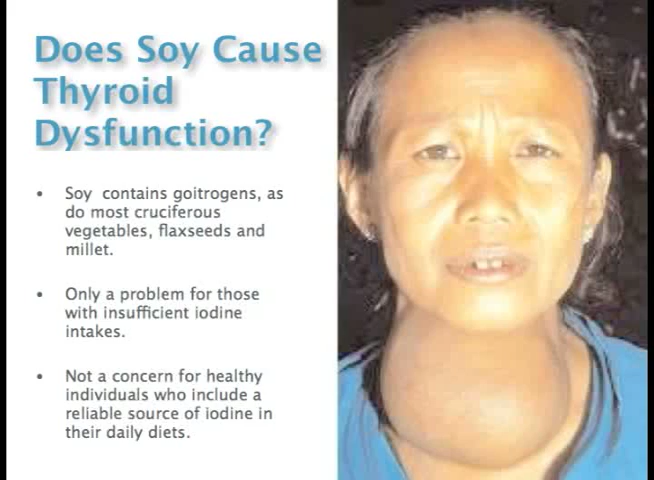 Does Soy Cause
Thyroid
Dysfunction?
• Soy contains goitrogens, as
do most cruciferous
vegetables, flaxseeds and
millet.
• Only a problem for those
with insufficient iodine
intakes.
• Not a concern for healthy
individuals who include a
reliable source of iodine in
their daily diets.